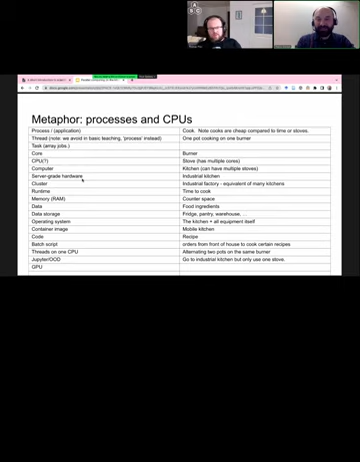 Metaphor: processes and CPUs
Process / (application) Cook. Note cooks are cheap compared to time or stoves.
Thread (note: we avoid in basic teaching, 'process' instead) One pot cooking on one burner
Task (array jobs.)
Core Burner
CPU(?) Stove (has multiple cores)
Computer Kitchen (can have multiple stoves)
Server-grade hardware Industrial kitchen
Cluster Industrial factory - equivalent of many kitchens
Runtime Time to cook
Memory (RAM) Counter space
Data Food ingredients
Data storage Fridge, pantry, warehouse. . .
Operating system The kitchen + all equipment itself
Container image Mobile kitchen
Code Recipe
Batch script orders from front of house to cook certain recipes
Threads on one CPU Alternating two pots on the same burner
Jupyter/OOD Go to industrial kitchen but only use one stove.
GPU